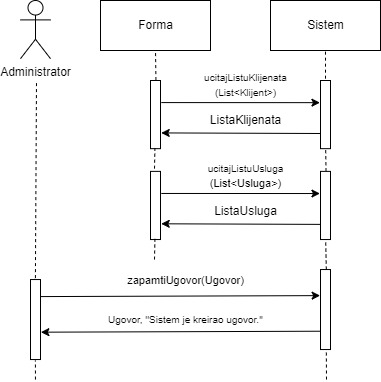 Forma
Sistem
Administrator
ucitajListuKlijenata
(List<Klijent>)
ListaKlijenata
ucitajListuUsluga
(List<Usluga>)
ListaUsluga
zapamtiUgovor(Ugovor)
Ugovor, "Sistem je kreirao ugovor."